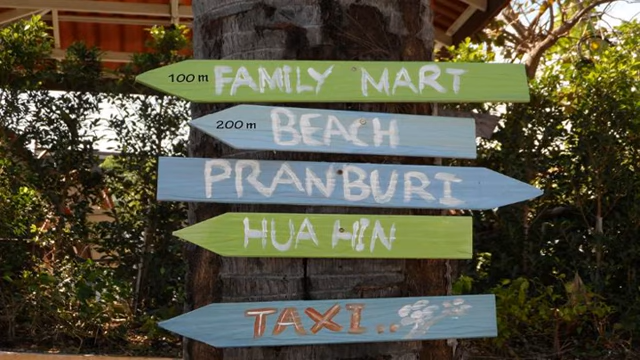 100 m FAMILY MART
200 m BEACH
PRANBURI
HUA HIN
TAXI..